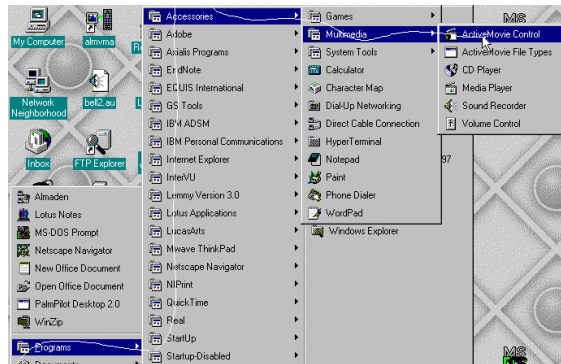 My Computer
almvma
Network Neighborhood
bell2.au
Inbox
FTP Explorer
Almaden
Lotus Notes
MS-DOS Prompt
Netscape Navigator
New Office Document
Open Office Document
PalmPilot Desktop 2.0
WinZip
Programs
Documents
Accessories
Adobe
Axialis Programs
EndNote
EQUIS International
GS Tools
IBM ADSM
IBM Personal Communications
Internet Explorer
InterVU
Lemmy Version 3.0
Lotus Applications
LucasArts
Mwave ThinkPad
Netscape Navigator
NIPrint
QuickTime
Real
StartUp
Startup-Disabled
Games
Multimedia
System Tools
Calculator
Character Map
Dial-Up Networking
Direct Cable Connection
HyperTerminal
Notepad
Paint
Phone Dialer
WordPad
Windows Explorer
97
ActiveMovie Control
ActiveMovie File Types
CD Player
Media Player
Sound Recorder
Volume Control